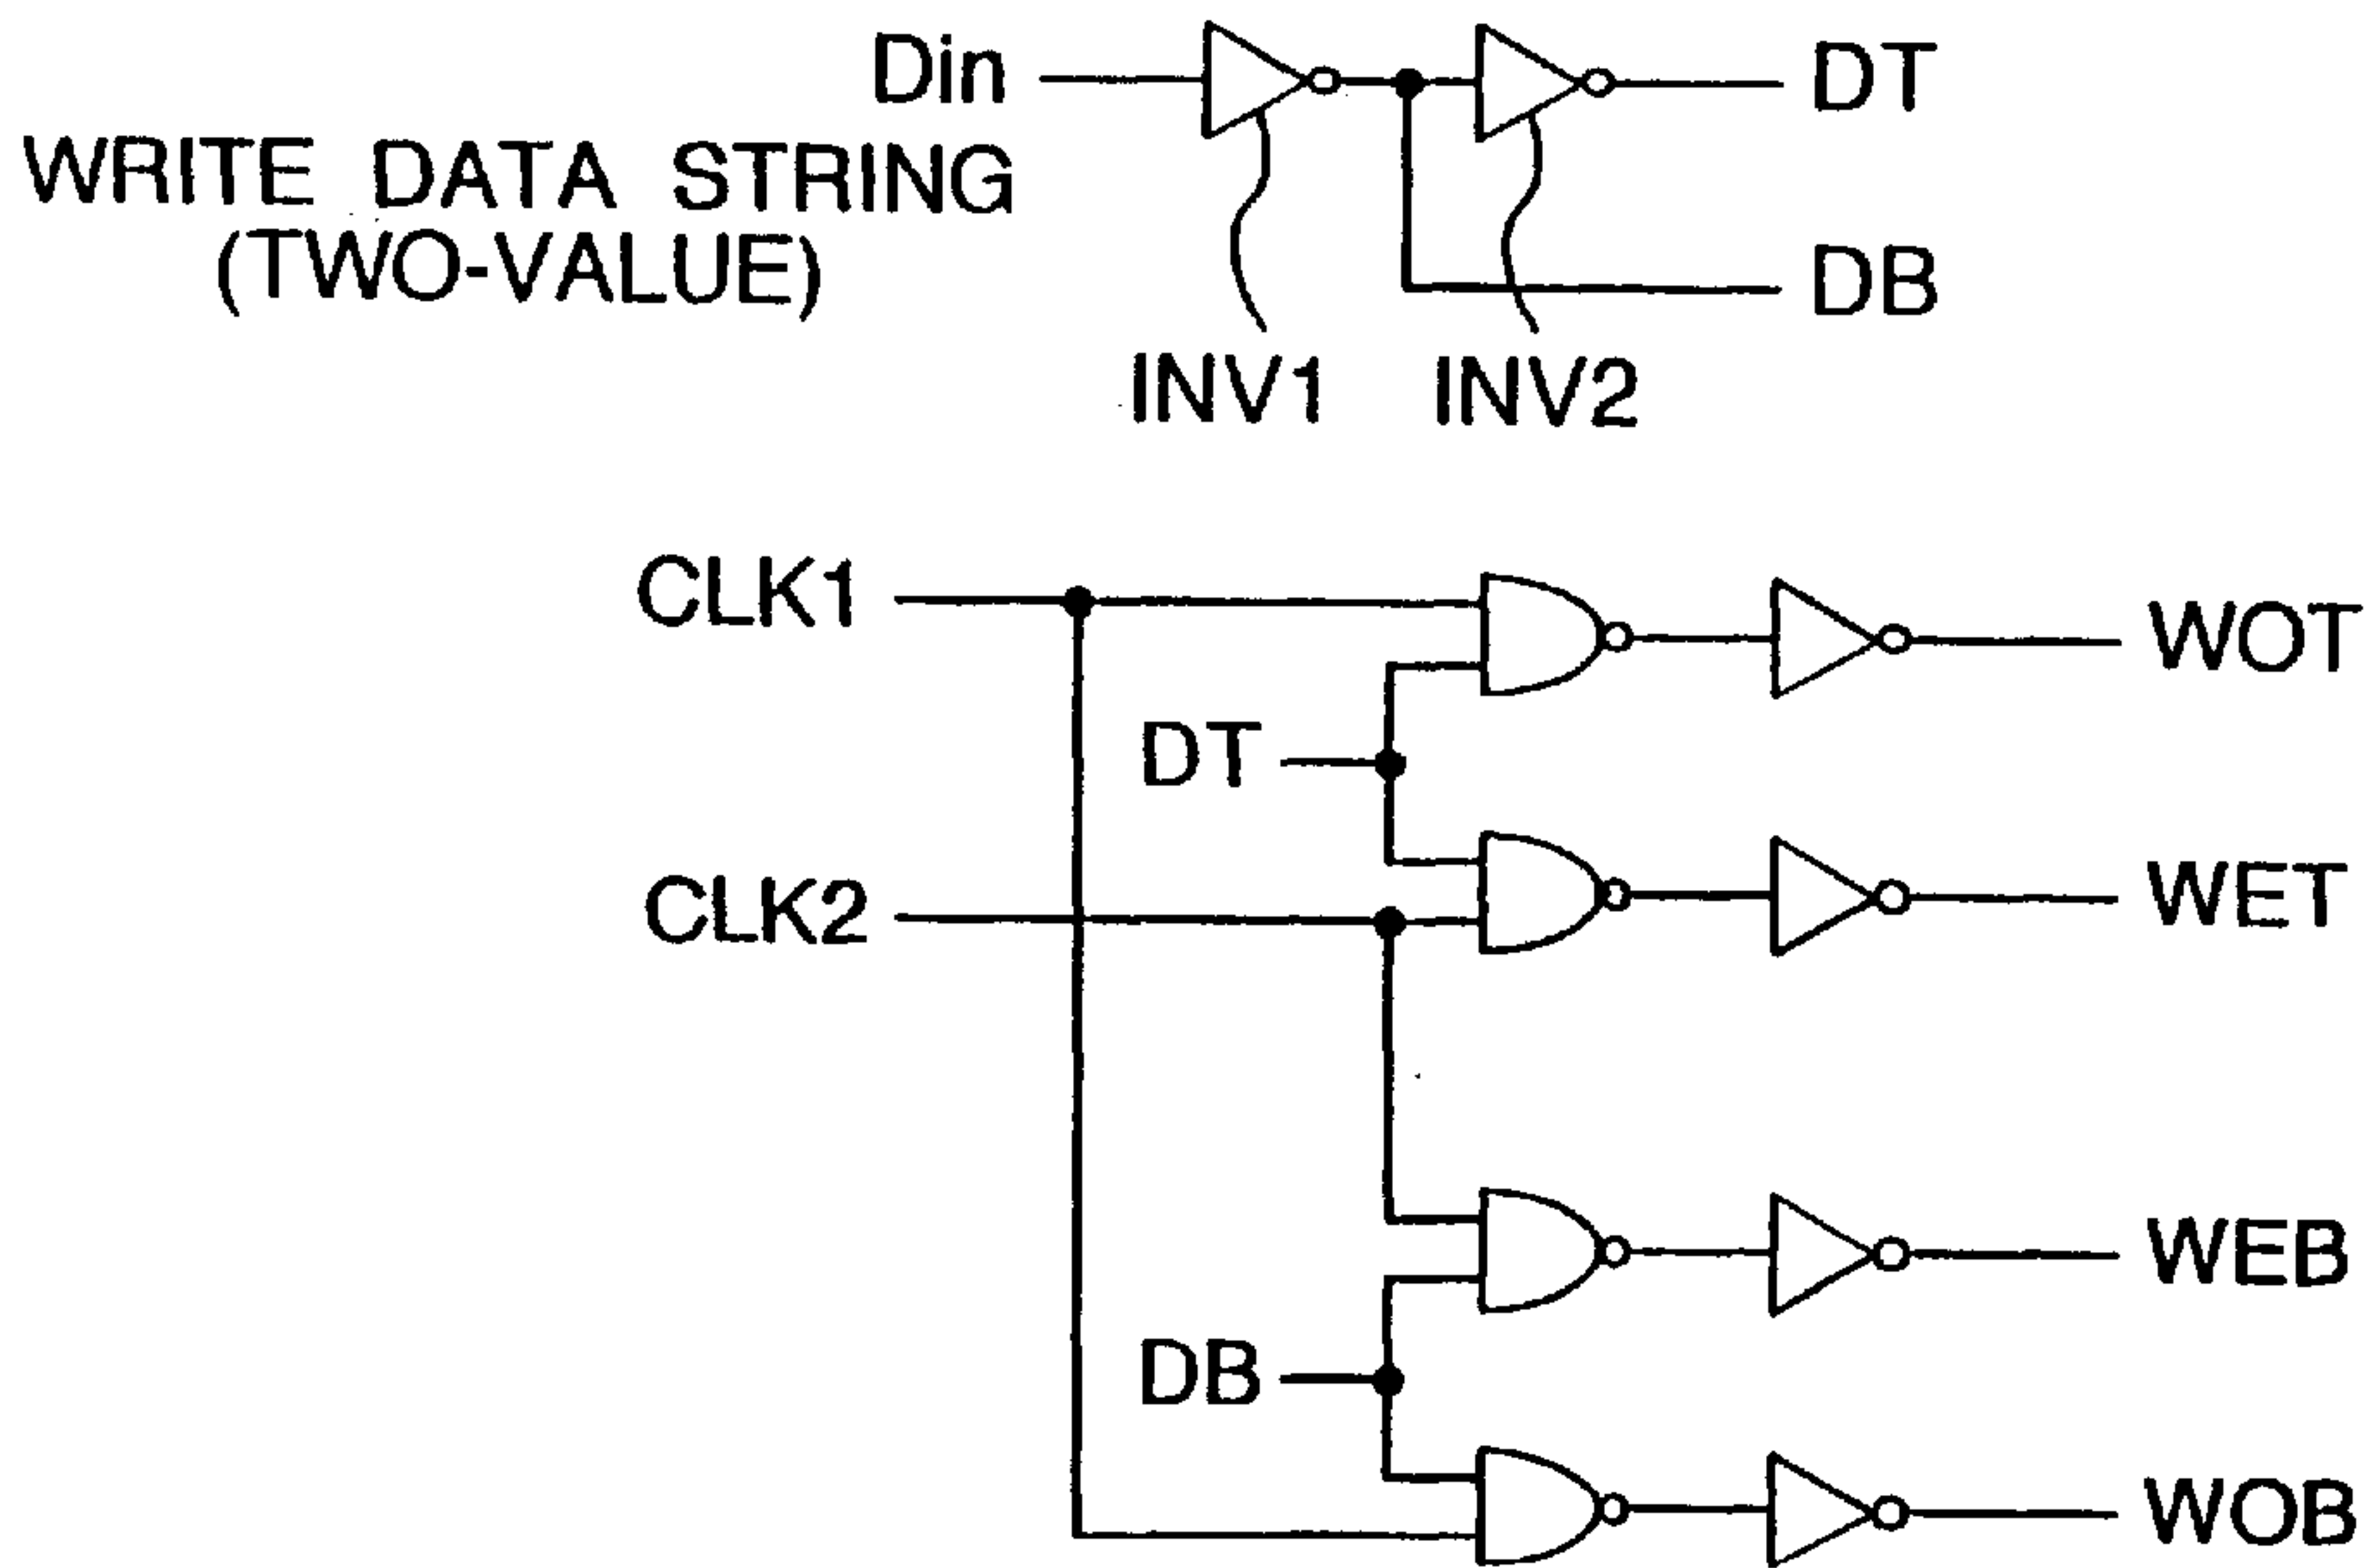 Din
DT
WRITE DATA STRING
(TWO-VALUE)
DB
INV1
INV2
CLK1
WOT
DT
CLK2
WET
WEB
DB
WOB